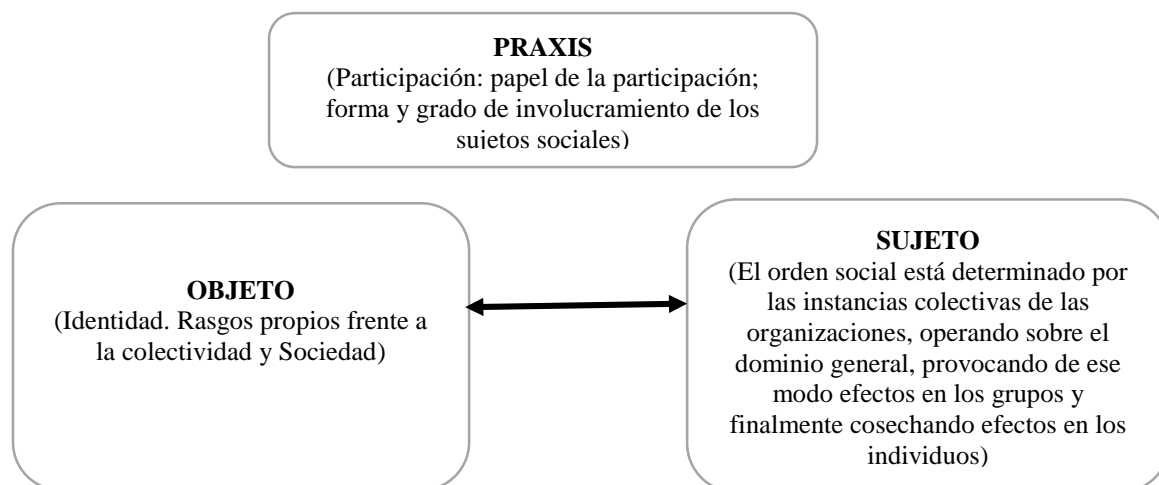 PRAXIS
(Participación: papel de la participación;
forma y grado de involucramiento de los
sujetos sociales)
OBJETO
(Identidad. Rasgos propios frente a
la colectividad y Sociedad)
SUJETO
(El orden social está determinado por
las instancias colectivas de las
organizaciones, operando sobre el
dominio general, provocando de ese
modo efectos en los grupos y
finalmente cosechando efectos en los
individuos)